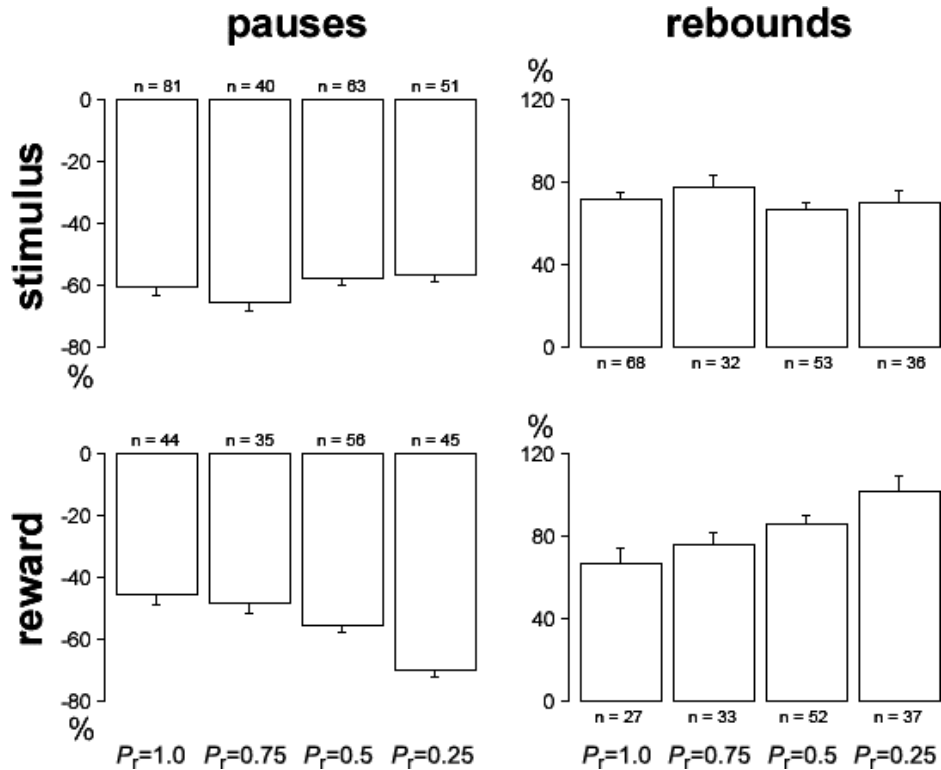 pauses
rebounds
stimulus
n = 81 n = 40 n = 63 n = 51
0
-20
-40
-60
-80
%
%
120
80
40
0
n = 68 n = 32 n = 53 n = 36
reward
n = 44 n = 35 n = 56 n = 45
0
-20
-40
-60
-80
%
%
120
80
40
0
n = 27 n = 33 n = 52 n = 37
Pr=1.0 Pr=0.75 Pr=0.5 Pr=0.25
Pr=1.0 Pr=0.75 Pr=0.5 Pr=0.25